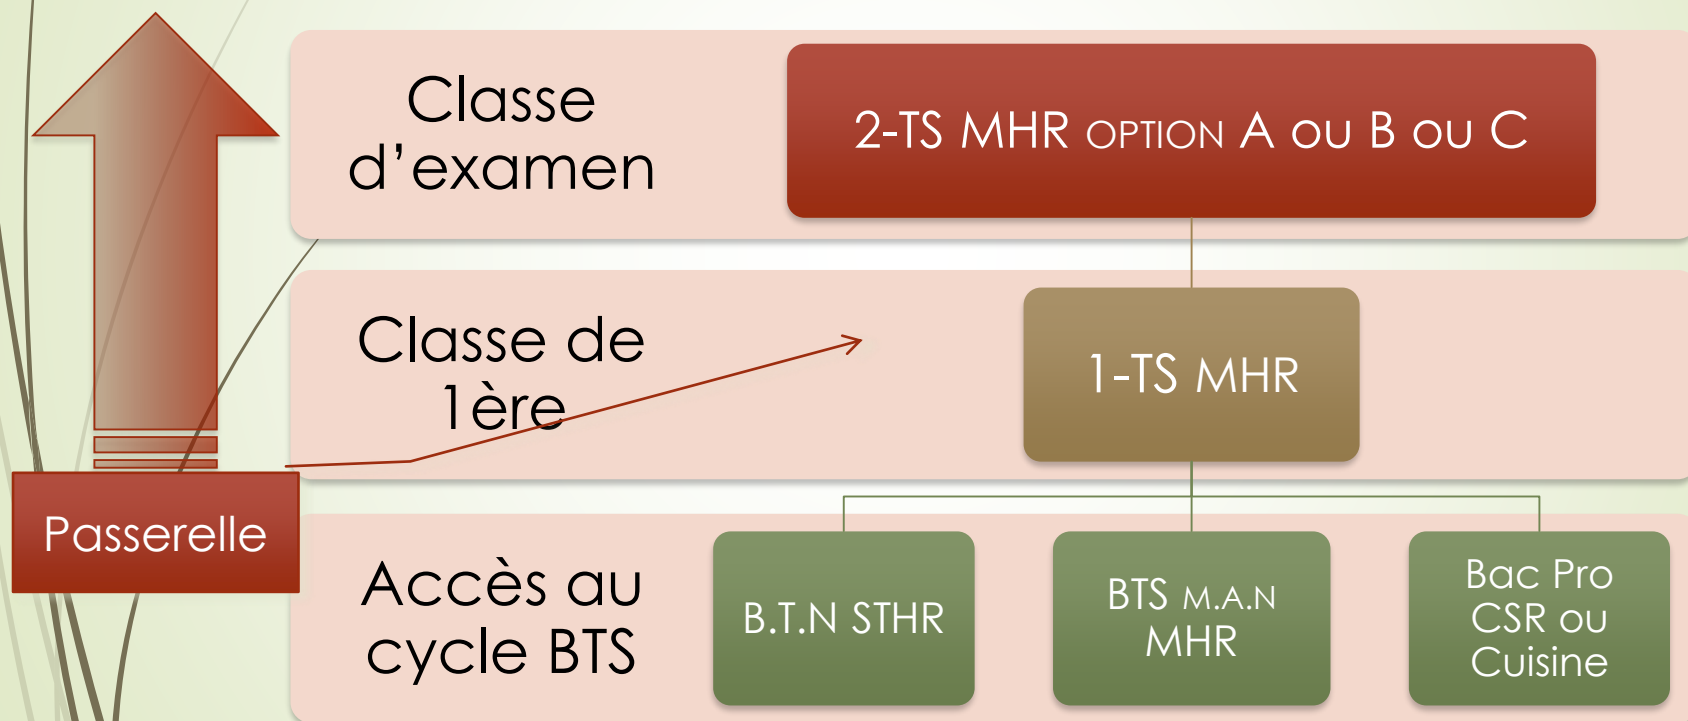 Classe
d’examen
2-TS MHR OPTION A ou B ou C
Classe de
1ère
1-TS MHR
Passerelle
Accès au
cycle BTS
B.T.N STHR
BTS M.A.N
MHR
Bac Pro
CSR ou
Cuisine